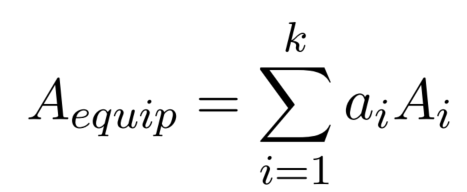 A_{equip} = \sum_{i=1}^{k} a_i A_i